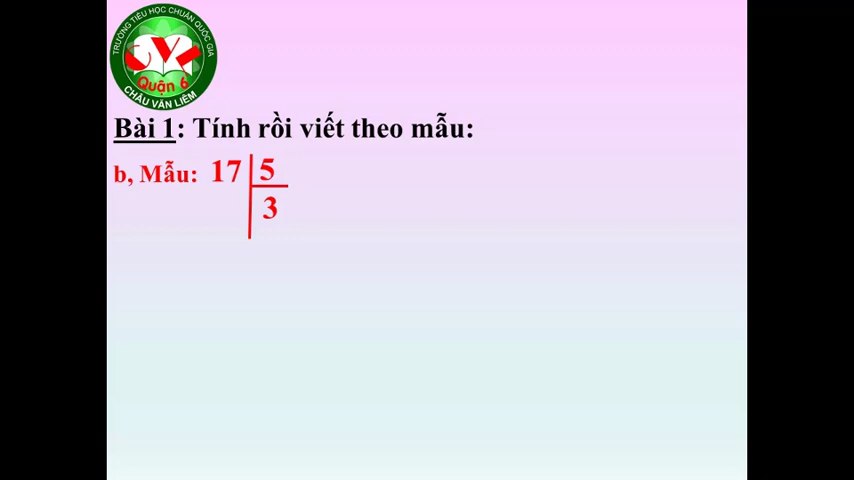 TRƯỜNG TIỂU HỌC CHUẨN QUỐC GIA
Quận 6
CHÂU VĂN LIÊM
Bài 1: Tính rồi viết theo mẫu:
b, Mẫu: 17 5
3